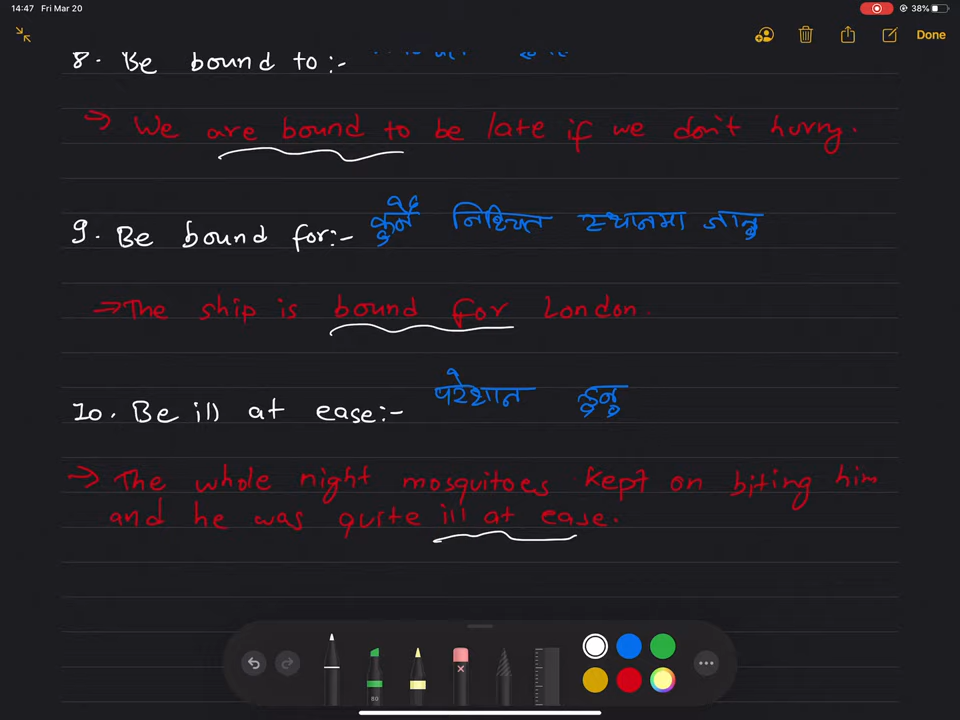 14:47 Fri Mar 20
38%
Done
8. Be bound to:-
→ We are bound to be late if we don't hurry.
9. Be bound for:- कुनै निश्चित स्थानमा जानु
→ The ship is bound for London.
10. Be ill at ease:- परेशान हुनु
→ The whole night mosquitoes kept on biting him
and he was quite ill at ease.
80